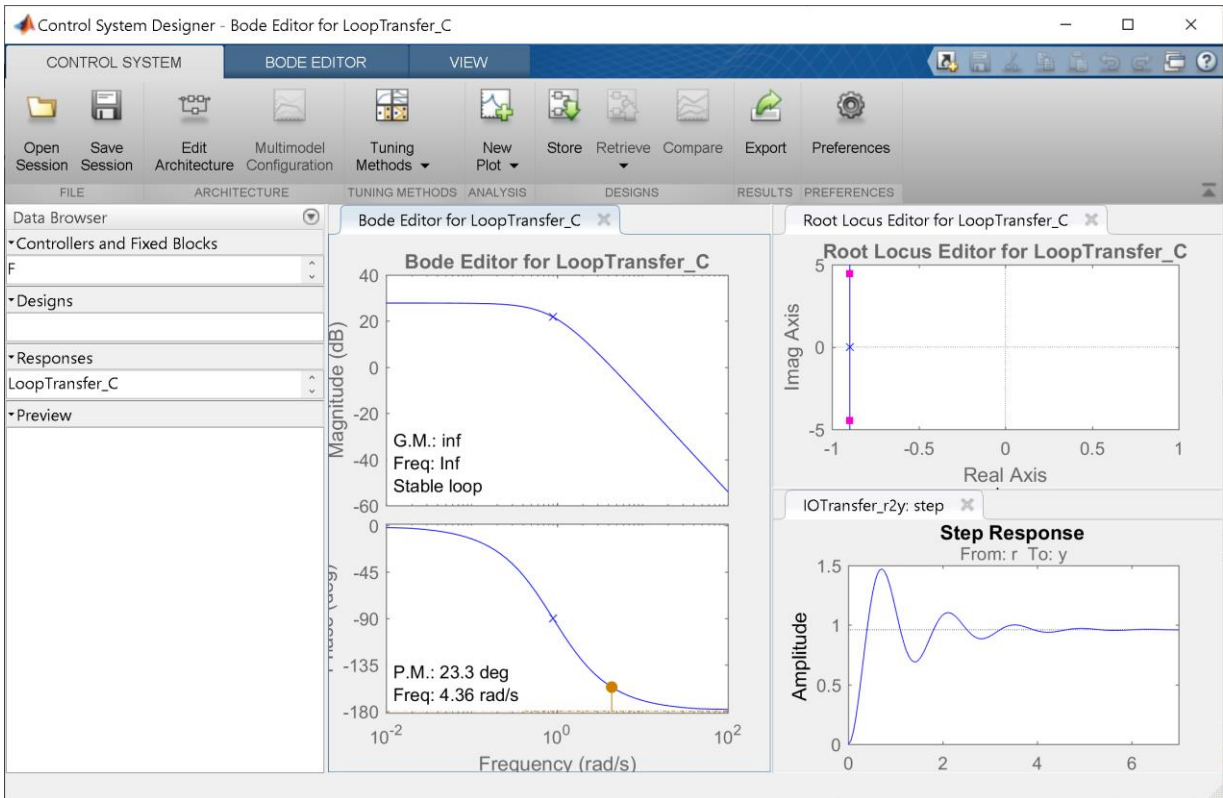 Control System Designer - Bode Editor for LoopTransfer_C
CONTROL SYSTEM BODE EDITOR VIEW
Open Session
Save Session
Edit Architecture
Multimodel Configuration
Tuning Methods
New Plot
Store
Retrieve
Compare
Export
Preferences
FILE ARCHITECTURE TUNING METHODS ANALYSIS DESIGNS RESULTS PREFERENCES
Data Browser
Controllers and Fixed Blocks
F
Designs
Responses
LoopTransfer_C
Preview
Bode Editor for LoopTransfer_C
Bode Editor for LoopTransfer_C
Magnitude (dB)
40
20
0
-20
-40
-60
G.M.: inf
Freq: Inf
Stable loop
Phase (deg)
0
-45
-90
-135
-180
P.M.: 23.3 deg
Freq: 4.36 rad/s
10-2 100 102
Frequency (rad/s)
Root Locus Editor for LoopTransfer_C
Root Locus Editor for LoopTransfer_C
Imag Axis
5
0
-5
-1 -0.5 0 0.5 1
Real Axis
IOTransfer_r2y: step
Step Response
From: r To: y
Amplitude
1.5
1
0.5
0
0 2 4 6